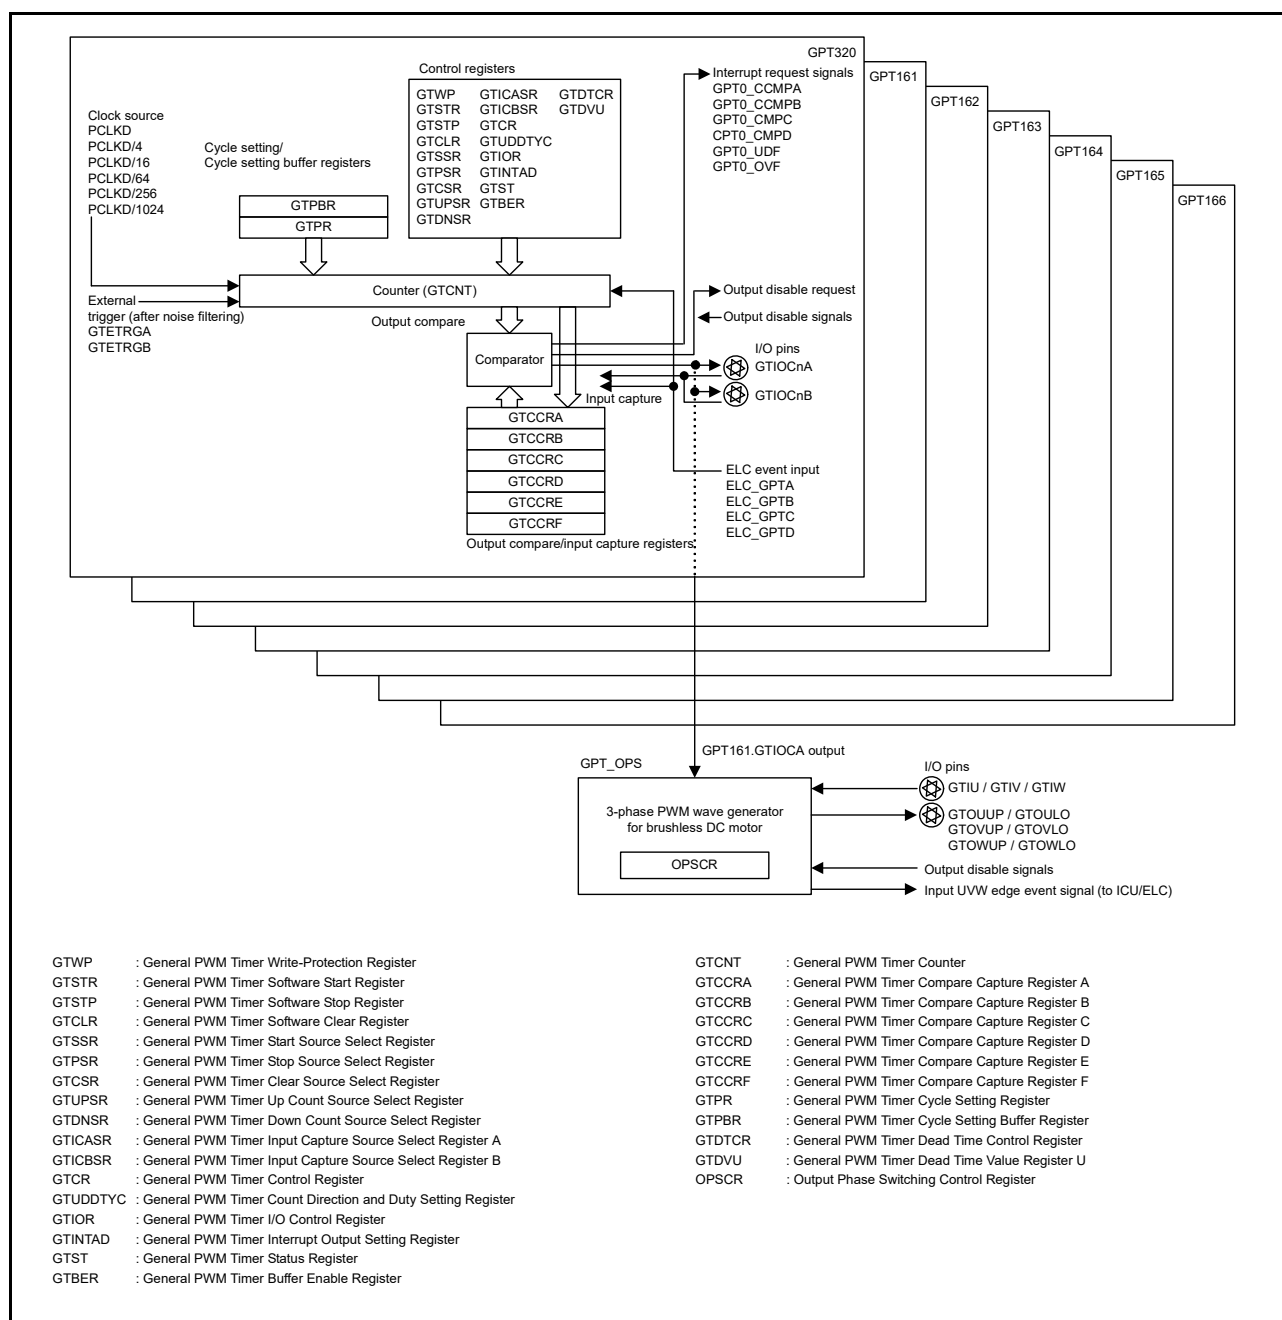 GPT320
GPT161
GPT162
GPT163
GPT164
GPT165
GPT166
Control registers
GTWP GTICASR GTDTCR
GTSTR GTICBSR GTDVU
GTSTP GTCR
GTCLR GTUDDTYC
GTSSR GTIOR
GTPSR GTINTAD
GTCSR GTST
GTUPSR GTBER
GTDNSR
Interrupt request signals
GPT0_CCMPA
GPT0_CCMPB
GPT0_CMPC
CPT0_CMPD
GPT0_UDF
GPT0_OVF
Clock source
PCLKD
PCLKD/4
PCLKD/16
PCLKD/64
PCLKD/256
PCLKD/1024
Cycle setting/
Cycle setting buffer registers
GTPBR
GTPR
Counter (GTCNT)
External
trigger (after noise filtering)
GTETRGA
GTETRGB
Output compare
Comparator
Output disable request
Output disable signals
I/O pins
GTIOCnA
GTIOCnB
Input capture
GTCCRA
GTCCRB
GTCCRC
GTCCRD
GTCCRE
GTCCRF
Output compare/input capture registers
ELC event input
ELC_GPTA
ELC_GPTB
ELC_GPTC
ELC_GPTD
GPT161.GTIOCA output
GPT_OPS
3-phase PWM wave generator
for brushless DC motor
OPSCR
I/O pins
GTIU / GTIV / GTIW
GTOUUP / GTOULO
GTOVUP / GTOVLO
GTOWUP / GTOWLO
Output disable signals
Input UVW edge event signal (to ICU/ELC)
GTWP : General PWM Timer Write-Protection Register
GTSTR : General PWM Timer Software Start Register
GTSTP : General PWM Timer Software Stop Register
GTCLR : General PWM Timer Software Clear Register
GTSSR : General PWM Timer Start Source Select Register
GTPSR : General PWM Timer Stop Source Select Register
GTCSR : General PWM Timer Clear Source Select Register
GTUPSR : General PWM Timer Up Count Source Select Register
GTDNSR : General PWM Timer Down Count Source Select Register
GTICASR : General PWM Timer Input Capture Source Select Register A
GTICBSR : General PWM Timer Input Capture Source Select Register B
GTCR : General PWM Timer Control Register
GTUDDTYC : General PWM Timer Count Direction and Duty Setting Register
GTIOR : General PWM Timer I/O Control Register
GTINTAD : General PWM Timer Interrupt Output Setting Register
GTST : General PWM Timer Status Register
GTBER : General PWM Timer Buffer Enable Register
GTCNT : General PWM Timer Counter
GTCCRA : General PWM Timer Compare Capture Register A
GTCCRB : General PWM Timer Compare Capture Register B
GTCCRC : General PWM Timer Compare Capture Register C
GTCCRD : General PWM Timer Compare Capture Register D
GTCCRE : General PWM Timer Compare Capture Register E
GTCCRF : General PWM Timer Compare Capture Register F
GTPR : General PWM Timer Cycle Setting Register
GTPBR : General PWM Timer Cycle Setting Buffer Register
GTDTCR : General PWM Timer Dead Time Control Register
GTDVU : General PWM Timer Dead Time Value Register U
OPSCR : Output Phase Switching Control Register